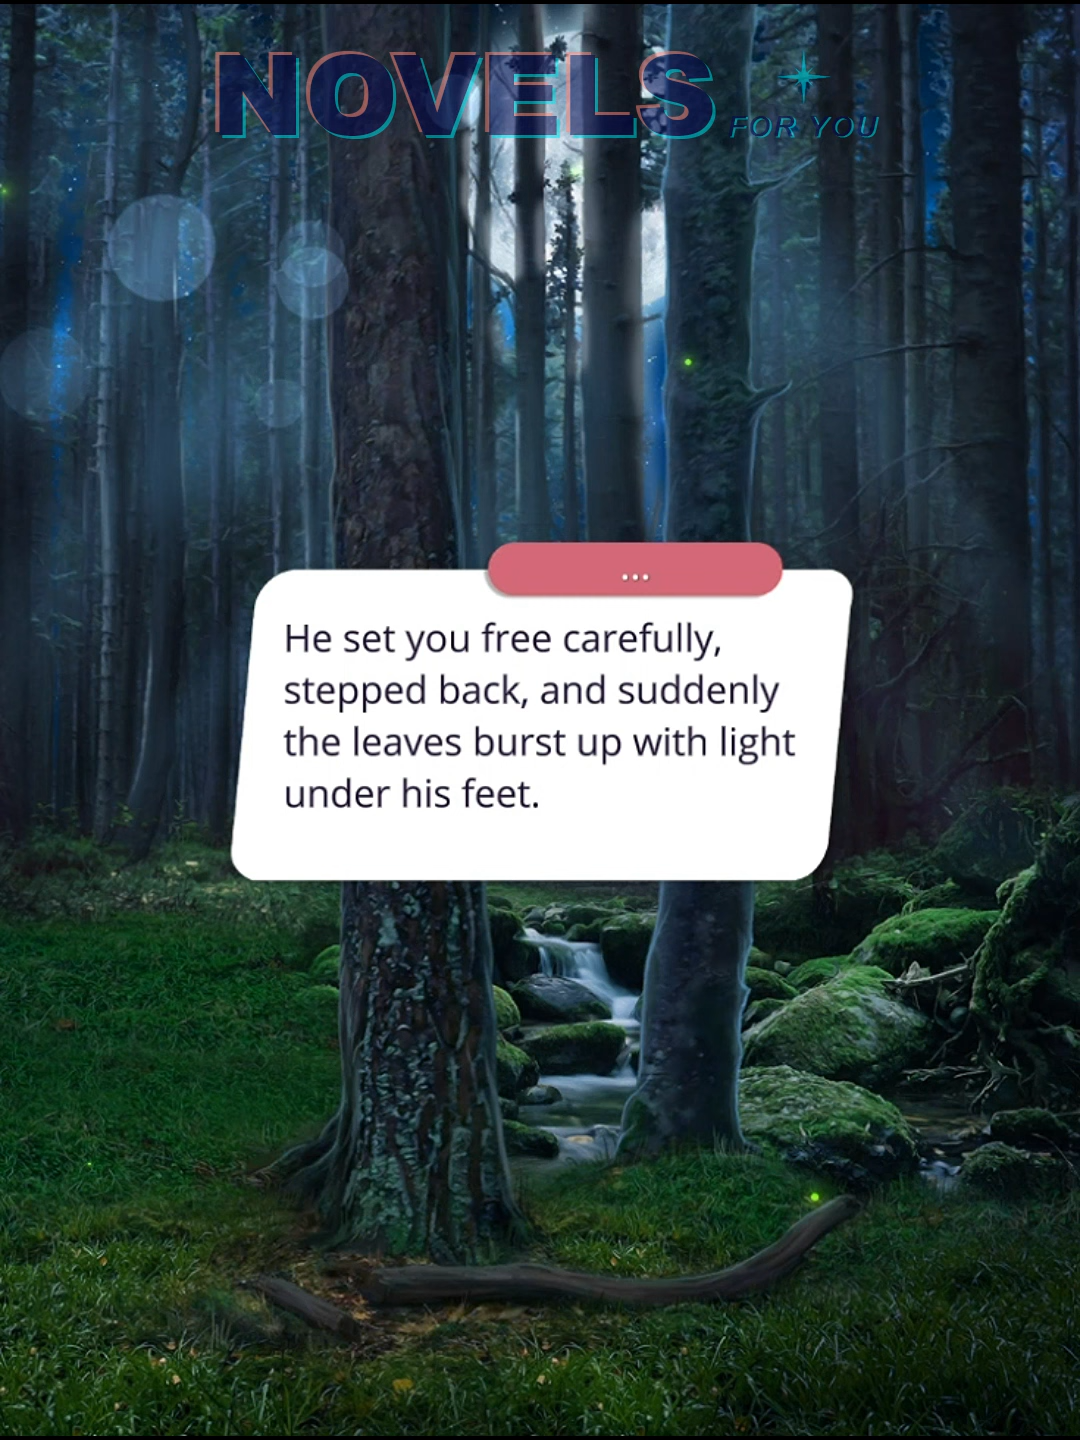 NOVELS
FOR YOU
...
He set you free carefully,
stepped back, and suddenly
the leaves burst up with light
under his feet.